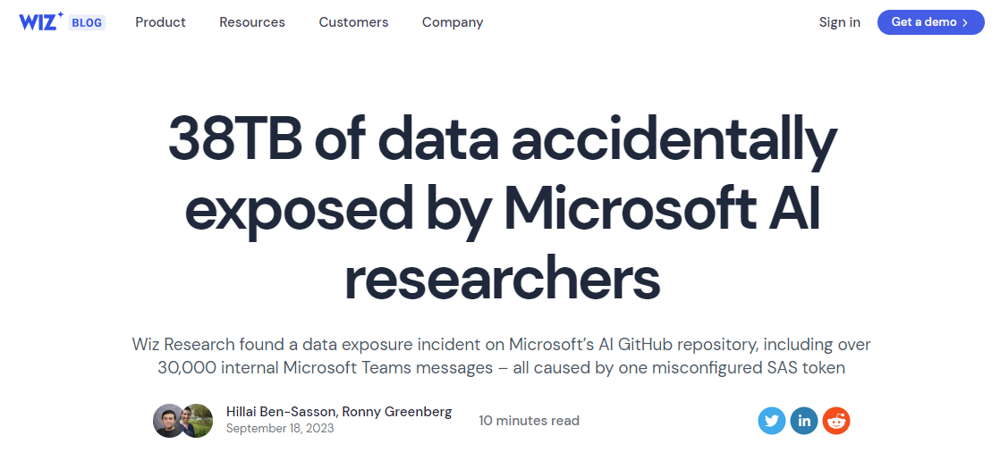 WIZ BLOG Product Resources Customers Company Sign in Get a demo
38TB of data accidentally
exposed by Microsoft AI
researchers
Wiz Research found a data exposure incident on Microsoft’s AI GitHub repository, including over
30,000 internal Microsoft Teams messages – all caused by one misconfigured SAS token
Hillai Ben-Sasson, Ronny Greenberg
September 18, 2023
10 minutes read
in